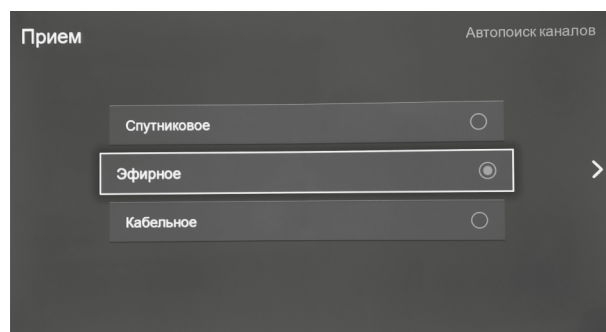 Прием
Автопоиск каналов
Спутниковое
Эфирное
Кабельное